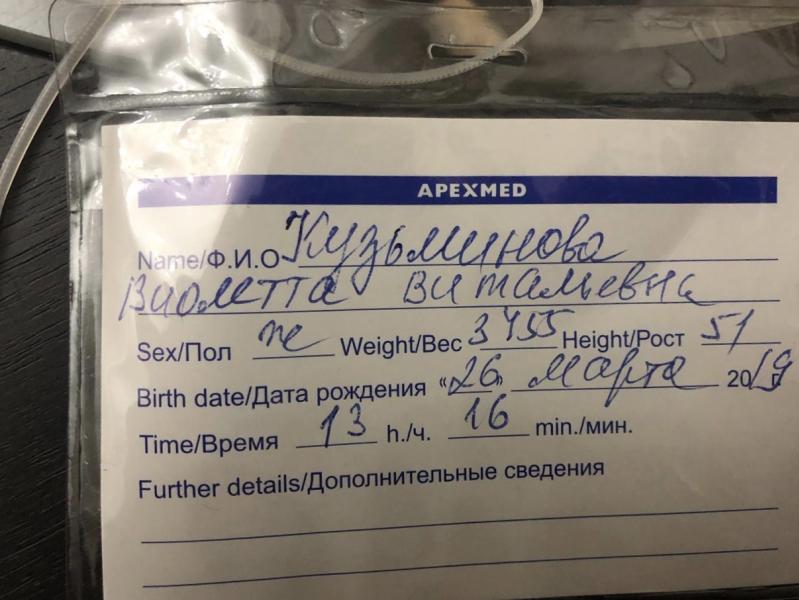 APEXMED
Name/Ф.И.О Кузьминова
Виолетта Витальевна
Sex/Пол же Weight/Вес 3455 Height/Рост 51
Birth date/Дата рождения «26» марта 2019
Time/Время 13 h./ч. 16 min./мин.
Further details/Дополнительные сведения